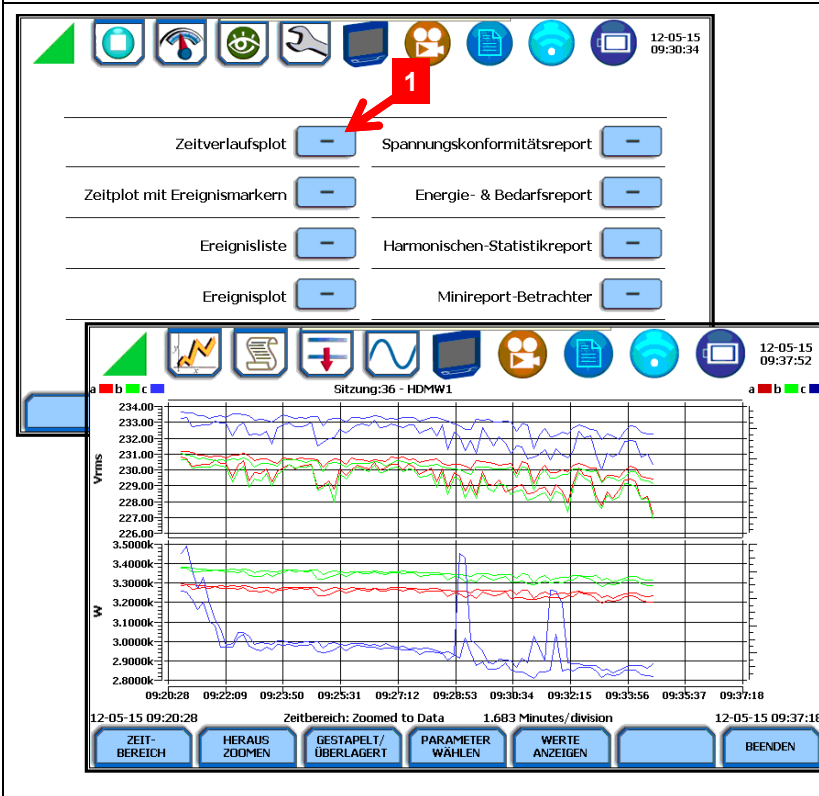 12-05-15
09:30:34
1
Zeitverlaufsplot
Spannungskonformitätsreport
Zeitplot mit Ereignismarkern
Energie- & Bedarfsreport
Ereignisliste
Harmonischen-Statistikreport
Ereignisplot
Minireport-Betrachter
12-05-15
09:37:52
a b c
Sitzung:36 - HDMW1
a b c
Vrms
234.00
233.00
232.00
231.00
230.00
229.00
228.00
227.00
226.00
W
3.5000k
3.4000k
3.3000k
3.2000k
3.1000k
3.0000k
2.9000k
2.8000k
09:20:28 09:22:09 09:23:50 09:25:31 09:27:12 09:28:53 09:30:34 09:32:15 09:33:56 09:35:37 09:37:18
12-05-15 09:20:28 Zeitbereich: Zoomed to Data 1.683 Minutes/division 12-05-15 09:37:18
ZEIT-
BEREICH
HERAUS
ZOOMEN
GESTAPELT/
ÜBERLAGERT
PARAMETER
WÄHLEN
WERTE
ANZEIGEN
BEENDEN